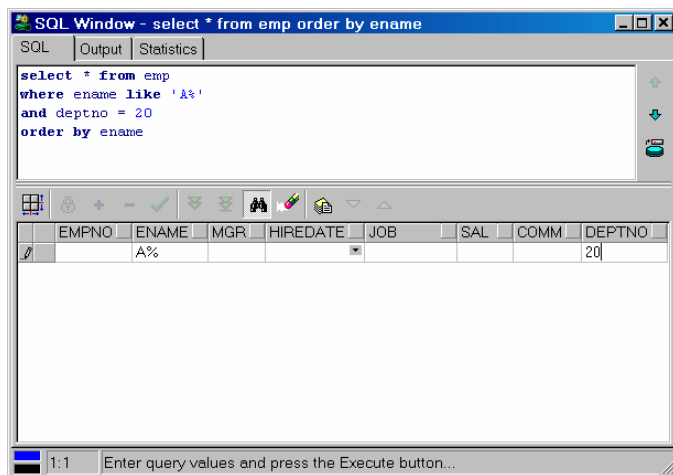 SQL Window - select * from emp order by ename
SQL Output Statistics
select * from emp
where ename like 'A%'
and deptno = 20
order by ename
EMPNO ENAME MGR HIREDATE JOB SAL COMM DEPTNO
A% 20
1:1 Enter query values and press the Execute button...